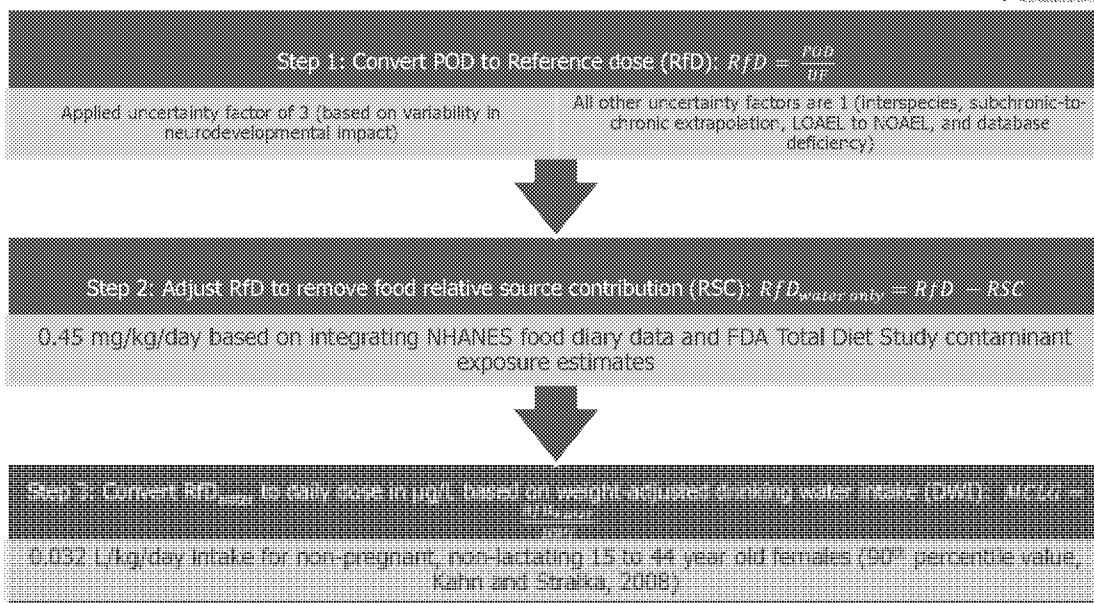 Step 1: Convert POD to Reference dose (RfD): RfD = POD/UF
Applied uncertainty factor of 3 (based on variability in
neurodevelopmental impact)
All other uncertainty factors are 1 (interspecies, subchronic-to-
chronic extrapolation, LOAEL to NOAEL, and database
deficiency)
Step 2: Adjust RfD to remove food relative source contribution (RSC): RfD water only = RfD − RSC
0.45 mg/kg/day based on integrating NHANES food diary data and FDA Total Diet Study contaminant
exposure estimates
Step 3: Convert RfD to daily dose in µg/L based on weight-adjusted drinking water intake (DWI): MCLG =
0.032 L/kg/day intake for non-pregnant, non-lactating 15 to 44 year old females (90th percentile value,
Kahn and Stralka, 2008)